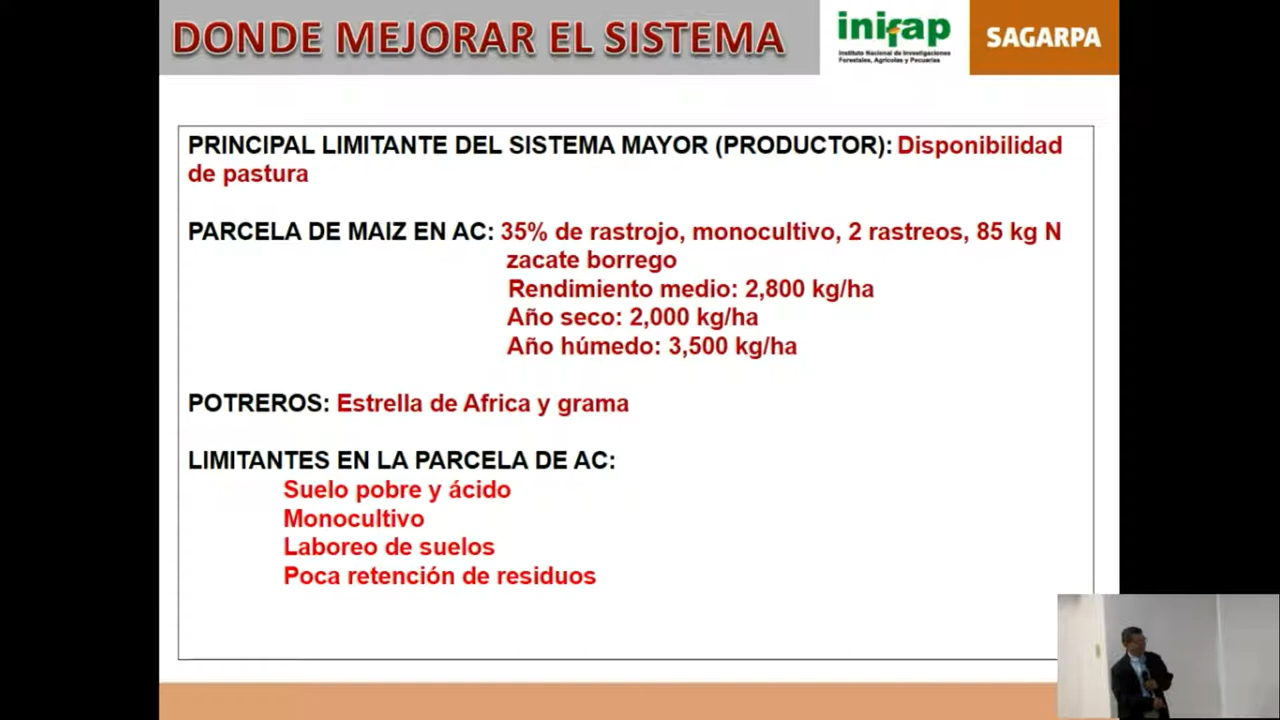 DONDE MEJORAR EL SISTEMA
inifap
Instituto Nacional de Investigaciones
Forestales, Agrícolas y Pecuarias
SAGARPA
PRINCIPAL LIMITANTE DEL SISTEMA MAYOR (PRODUCTOR): Disponibilidad
de pastura
PARCELA DE MAIZ EN AC: 35% de rastrojo, monocultivo, 2 rastreos, 85 kg N
zacate borrego
Rendimiento medio: 2,800 kg/ha
Año seco: 2,000 kg/ha
Año húmedo: 3,500 kg/ha
POTREROS: Estrella de Africa y grama
LIMITANTES EN LA PARCELA DE AC:
Suelo pobre y ácido
Monocultivo
Laboreo de suelos
Poca retención de residuos